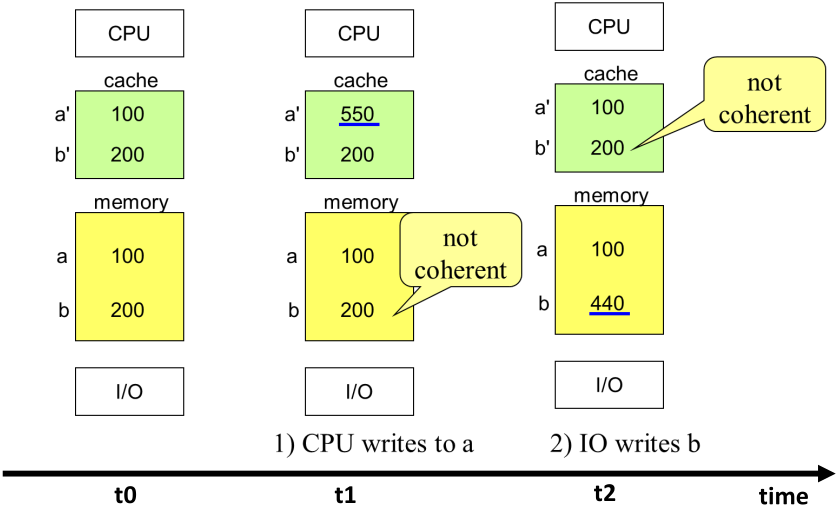 CPU
cache
a' 100
b' 200
memory
a 100
b 200
I/O
CPU
cache
a' 550
b' 200
memory
a 100
b 200
not
coherent
I/O
1) CPU writes to a
CPU
cache
a' 100
b' 200
not
coherent
memory
a 100
b 440
I/O
2) IO writes b
t0 t1 t2 time